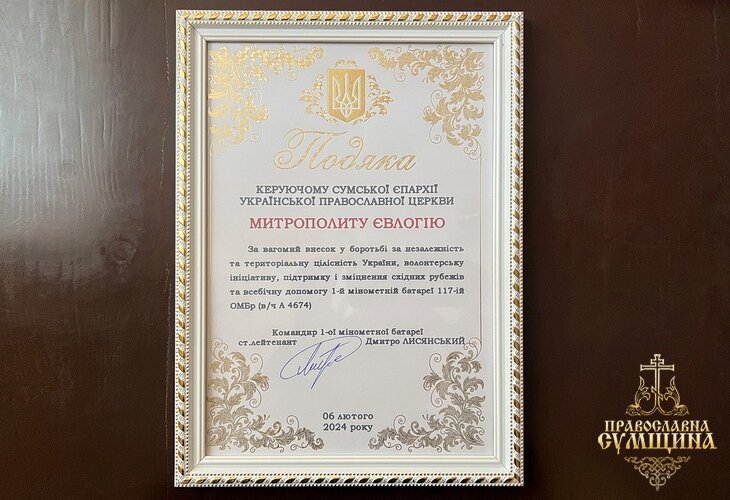 Подяка
КЕРУЮЧОМУ СУМСЬКОЇ ЄПАРХІЇ
УКРАЇНСЬКОЇ ПРАВОСЛАВНОЇ ЦЕРКВИ
МИТРОПОЛИТУ ЄВЛОГІЮ
За вагомий внесок у боротьбі за незалежність
та територіальну цілісність України, волонтерську
ініціативу, підтримку і зміцнення східних рубежів
та всебічну допомогу 1-й мінометній батареї 117-ій
ОМБр (в/ч А 4674)
Командир 1-ої мінометної батареї
ст.лейтенант Дмитро ЛИСЯНСЬКИЙ
06 лютого
2024 року
ПРАВОСЛАВНА
СУМЩИНА